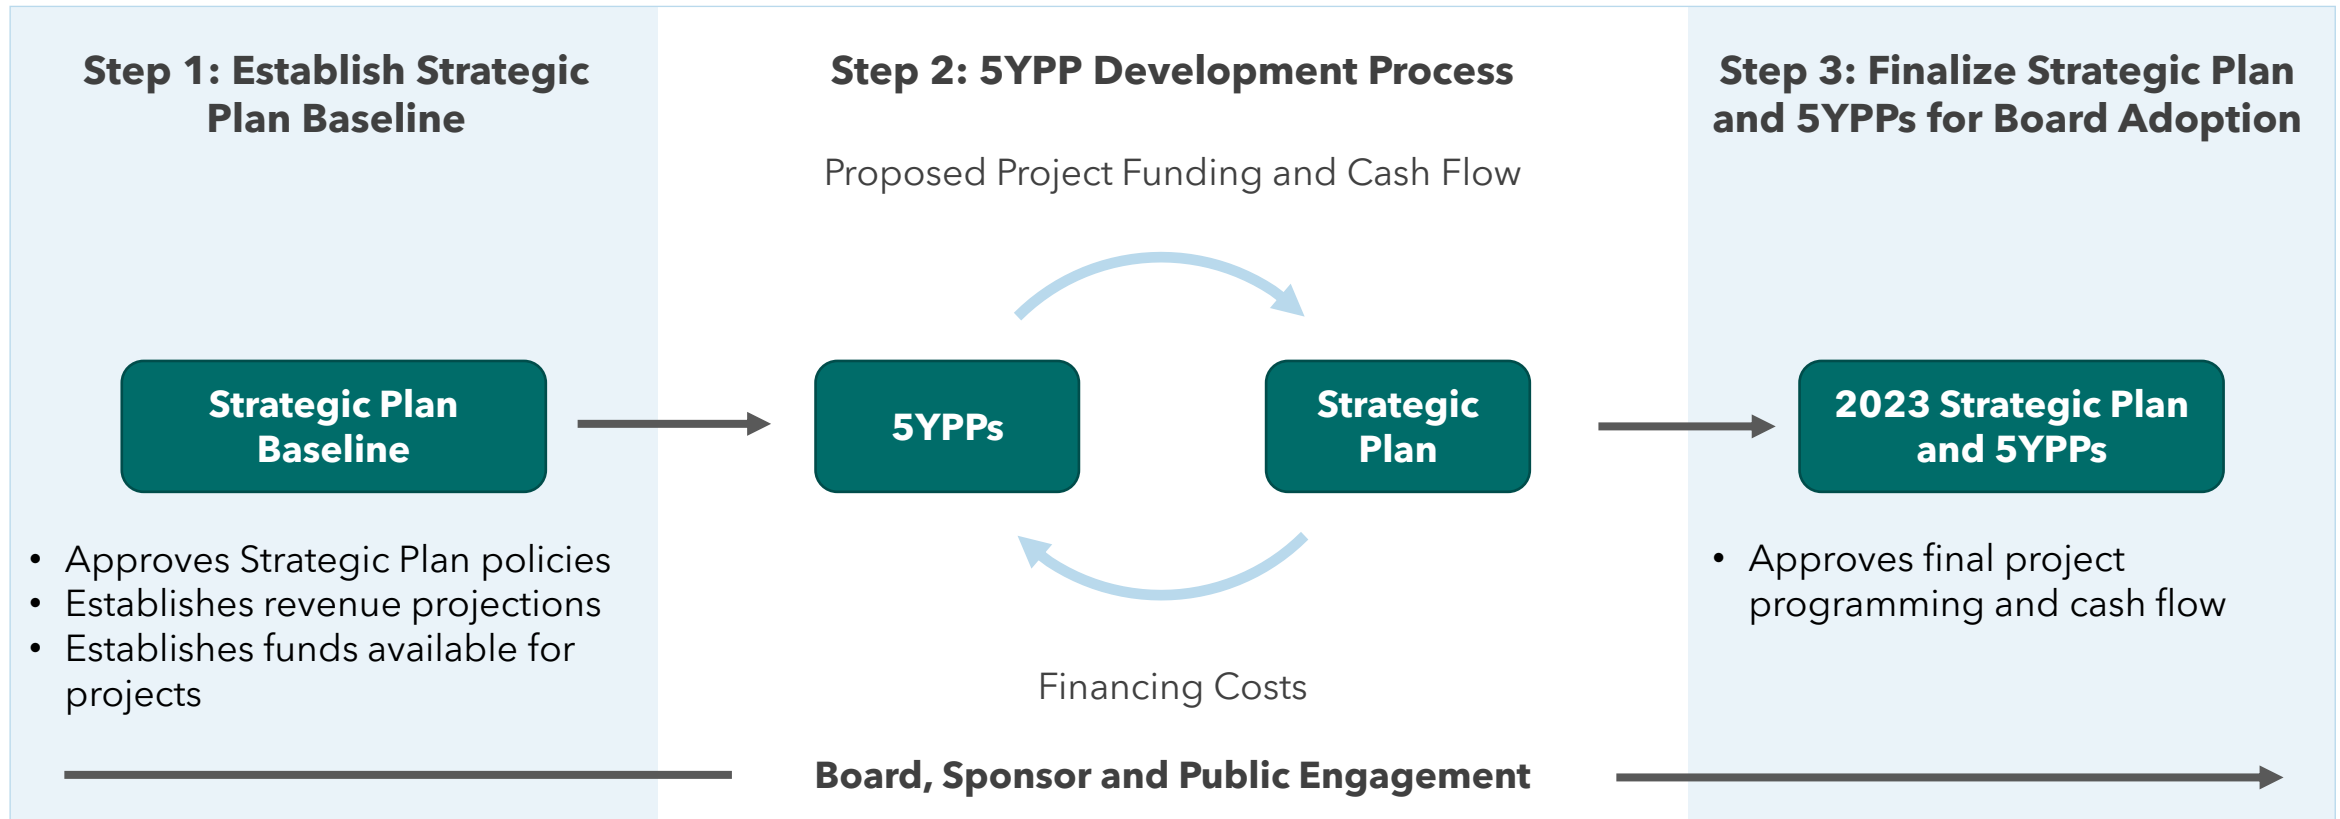 Step 1: Establish Strategic
Plan Baseline
Strategic Plan
Baseline
• Approves Strategic Plan policies
• Establishes revenue projections
• Establishes funds available for
projects
Step 2: 5YPP Development Process
Proposed Project Funding and Cash Flow
5YPPs
Strategic
Plan
Financing Costs
Step 3: Finalize Strategic Plan
and 5YPPs for Board Adoption
2023 Strategic Plan
and 5YPPs
• Approves final project
programming and cash flow
Board, Sponsor and Public Engagement